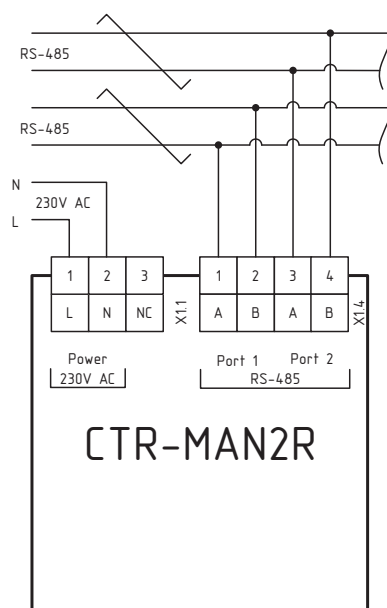 RS-485
RS-485
N
230V AC
L
1 2 3
L N NC
X1.1
1 2 3 4
A B A B
X1.4
Power
230V AC
Port 1 Port 2
RS-485
CTR-MAN2R